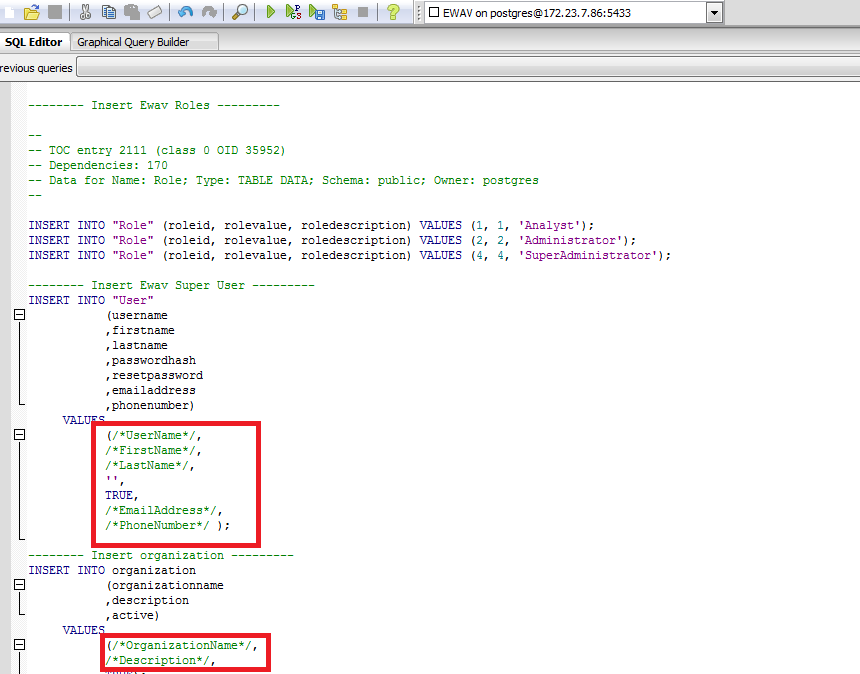 EWAV on postgres@172.23.7.86:5433
SQL Editor
Graphical Query Builder
revious queries
-------- Insert Ewav Roles ---------
--
-- TOC entry 2111 (class 0 OID 35952)
-- Dependencies: 170
-- Data for Name: Role; Type: TABLE DATA; Schema: public; Owner: postgres
--
INSERT INTO "Role" (roleid, rolevalue, roledescription) VALUES (1, 1, 'Analyst');
INSERT INTO "Role" (roleid, rolevalue, roledescription) VALUES (2, 2, 'Administrator');
INSERT INTO "Role" (roleid, rolevalue, roledescription) VALUES (4, 4, 'SuperAdministrator');
-------- Insert Ewav Super User ---------
INSERT INTO "User"
(username
,firstname
,lastname
,passwordhash
,resetpassword
,emailaddress
,phonenumber)
VALUES
(/*UserName*/,
/*FirstName*/,
/*LastName*/,
'',
TRUE,
/*EmailAddress*/,
/*PhoneNumber*/ );
-------- Insert organization ---------
INSERT INTO organization
(organizationname
,description
,active)
VALUES
(/*OrganizationName*/,
/*Description*/,